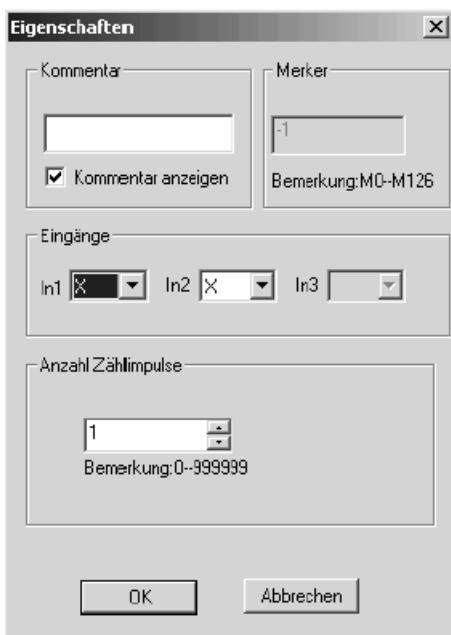 Eigenschaften
Kommentar
Kommentar anzeigen
Merker
-1
Bemerkung:M0--M126
Eingänge
In1 X In2 X In3
Anzahl Zählimpulse
1
Bemerkung:0--999999
OK Abbrechen